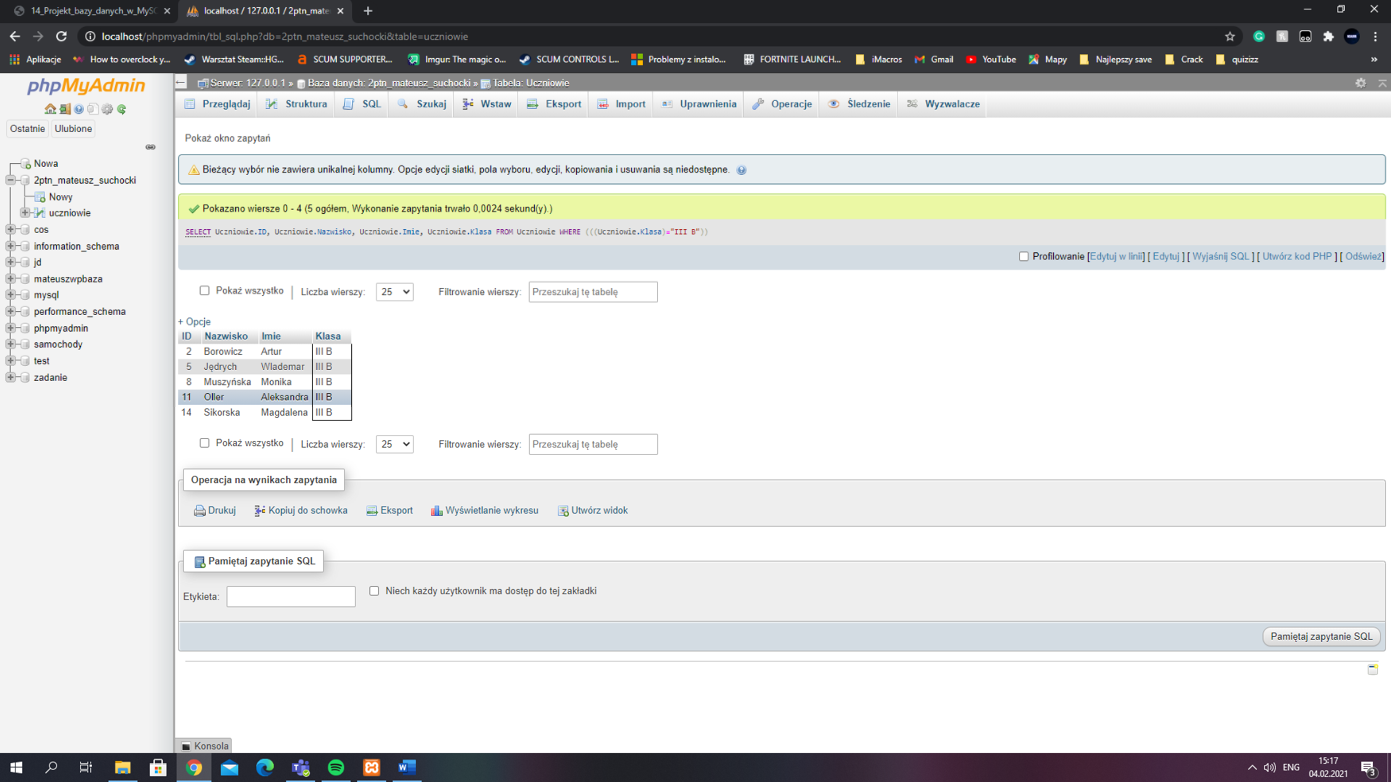 14_Projekt_bazy_danych_w_MySQ
localhost / 127.0.0.1 / 2ptn_mate
localhost/phpmyadmin/tbl_sql.php?db=2ptn_mateusz_suchocki&table=uczniowie
Aplikacje
How to overclock y...
Warsztat Steam::HG...
SCUM SUPPORTER...
Imgur: The magic o...
SCUM CONTROLS L...
Problemy z instalo...
FORTNITE LAUNCH...
iMacros
Gmail
YouTube
Mapy
Najlepszy save
Crack
quizizz
»
phpMyAdmin
Ostatnie
Ulubione
Nowa
2ptn_mateusz_suchocki
Nowy
uczniowie
cos
information_schema
jd
mateuszwpbaza
mysql
performance_schema
phpmyadmin
samochody
test
zadanie
Serwer: 127.0.0.1 » Baza danych: 2ptn_mateusz_suchocki » Tabela: Uczniowie
Przeglądaj
Struktura
SQL
Szukaj
Wstaw
Eksport
Import
Uprawnienia
Operacje
Śledzenie
Wyzwalacze
Pokaż okno zapytań
Bieżący wybór nie zawiera unikalnej kolumny. Opcje edycji siatki, pola wyboru, edycji, kopiowania i usuwania są niedostępne.
Pokazano wiersze 0 - 4 (5 ogółem, Wykonanie zapytania trwało 0,0024 sekund(y).)
SELECT Uczniowie.ID, Uczniowie.Nazwisko, Uczniowie.Imie, Uczniowie.Klasa FROM Uczniowie WHERE (((Uczniowie.Klasa)="III B"))
Profilowanie [Edytuj w linii] [ Edytuj ] [ Wyjaśnij SQL ] [ Utwórz kod PHP ] [ Odśwież]
Pokaż wszystko
Liczba wierszy: 25
Filtrowanie wierszy: Przeszukaj tę tabelę
+ Opcje
ID Nazwisko Imie Klasa
2 Borowicz Artur III B
5 Jędrych Wlademar III B
8 Muszyńska Monika III B
11 Oller Aleksandra III B
14 Sikorska Magdalena III B
Pokaż wszystko
Liczba wierszy: 25
Filtrowanie wierszy: Przeszukaj tę tabelę
Operacja na wynikach zapytania
Drukuj
Kopiuj do schowka
Eksport
Wyświetlanie wykresu
Utwórz widok
Pamiętaj zapytanie SQL
Etykieta:
Niech każdy użytkownik ma dostęp do tej zakładki
Pamiętaj zapytanie SQL
Konsola
ENG
15:17
04.02.2021
3